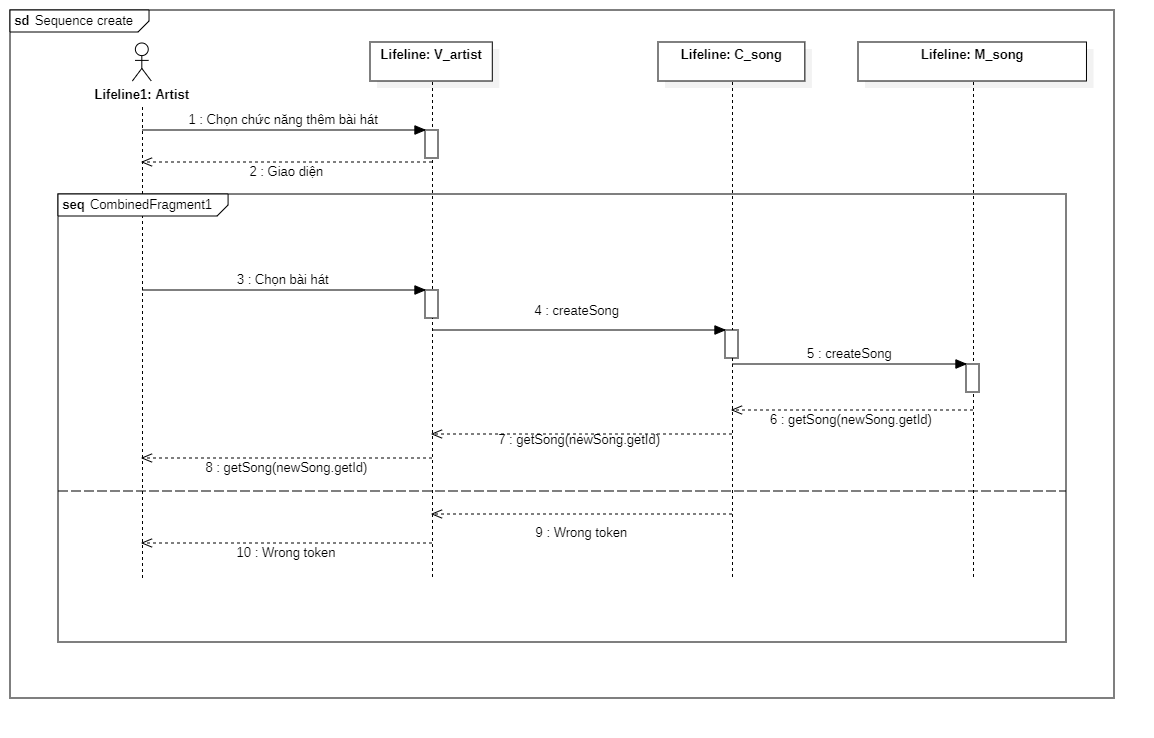 sd Sequence create
Lifeline: V_artist
Lifeline: C_song
Lifeline: M_song
Lifeline1: Artist
1 : Chọn chức năng thêm bài hát
2 : Giao diện
seq CombinedFragment1
3 : Chọn bài hát
4 : createSong
5 : createSong
6 : getSong(newSong.getId)
7 : getSong(newSong.getId)
8 : getSong(newSong.getId)
9 : Wrong token
10 : Wrong token